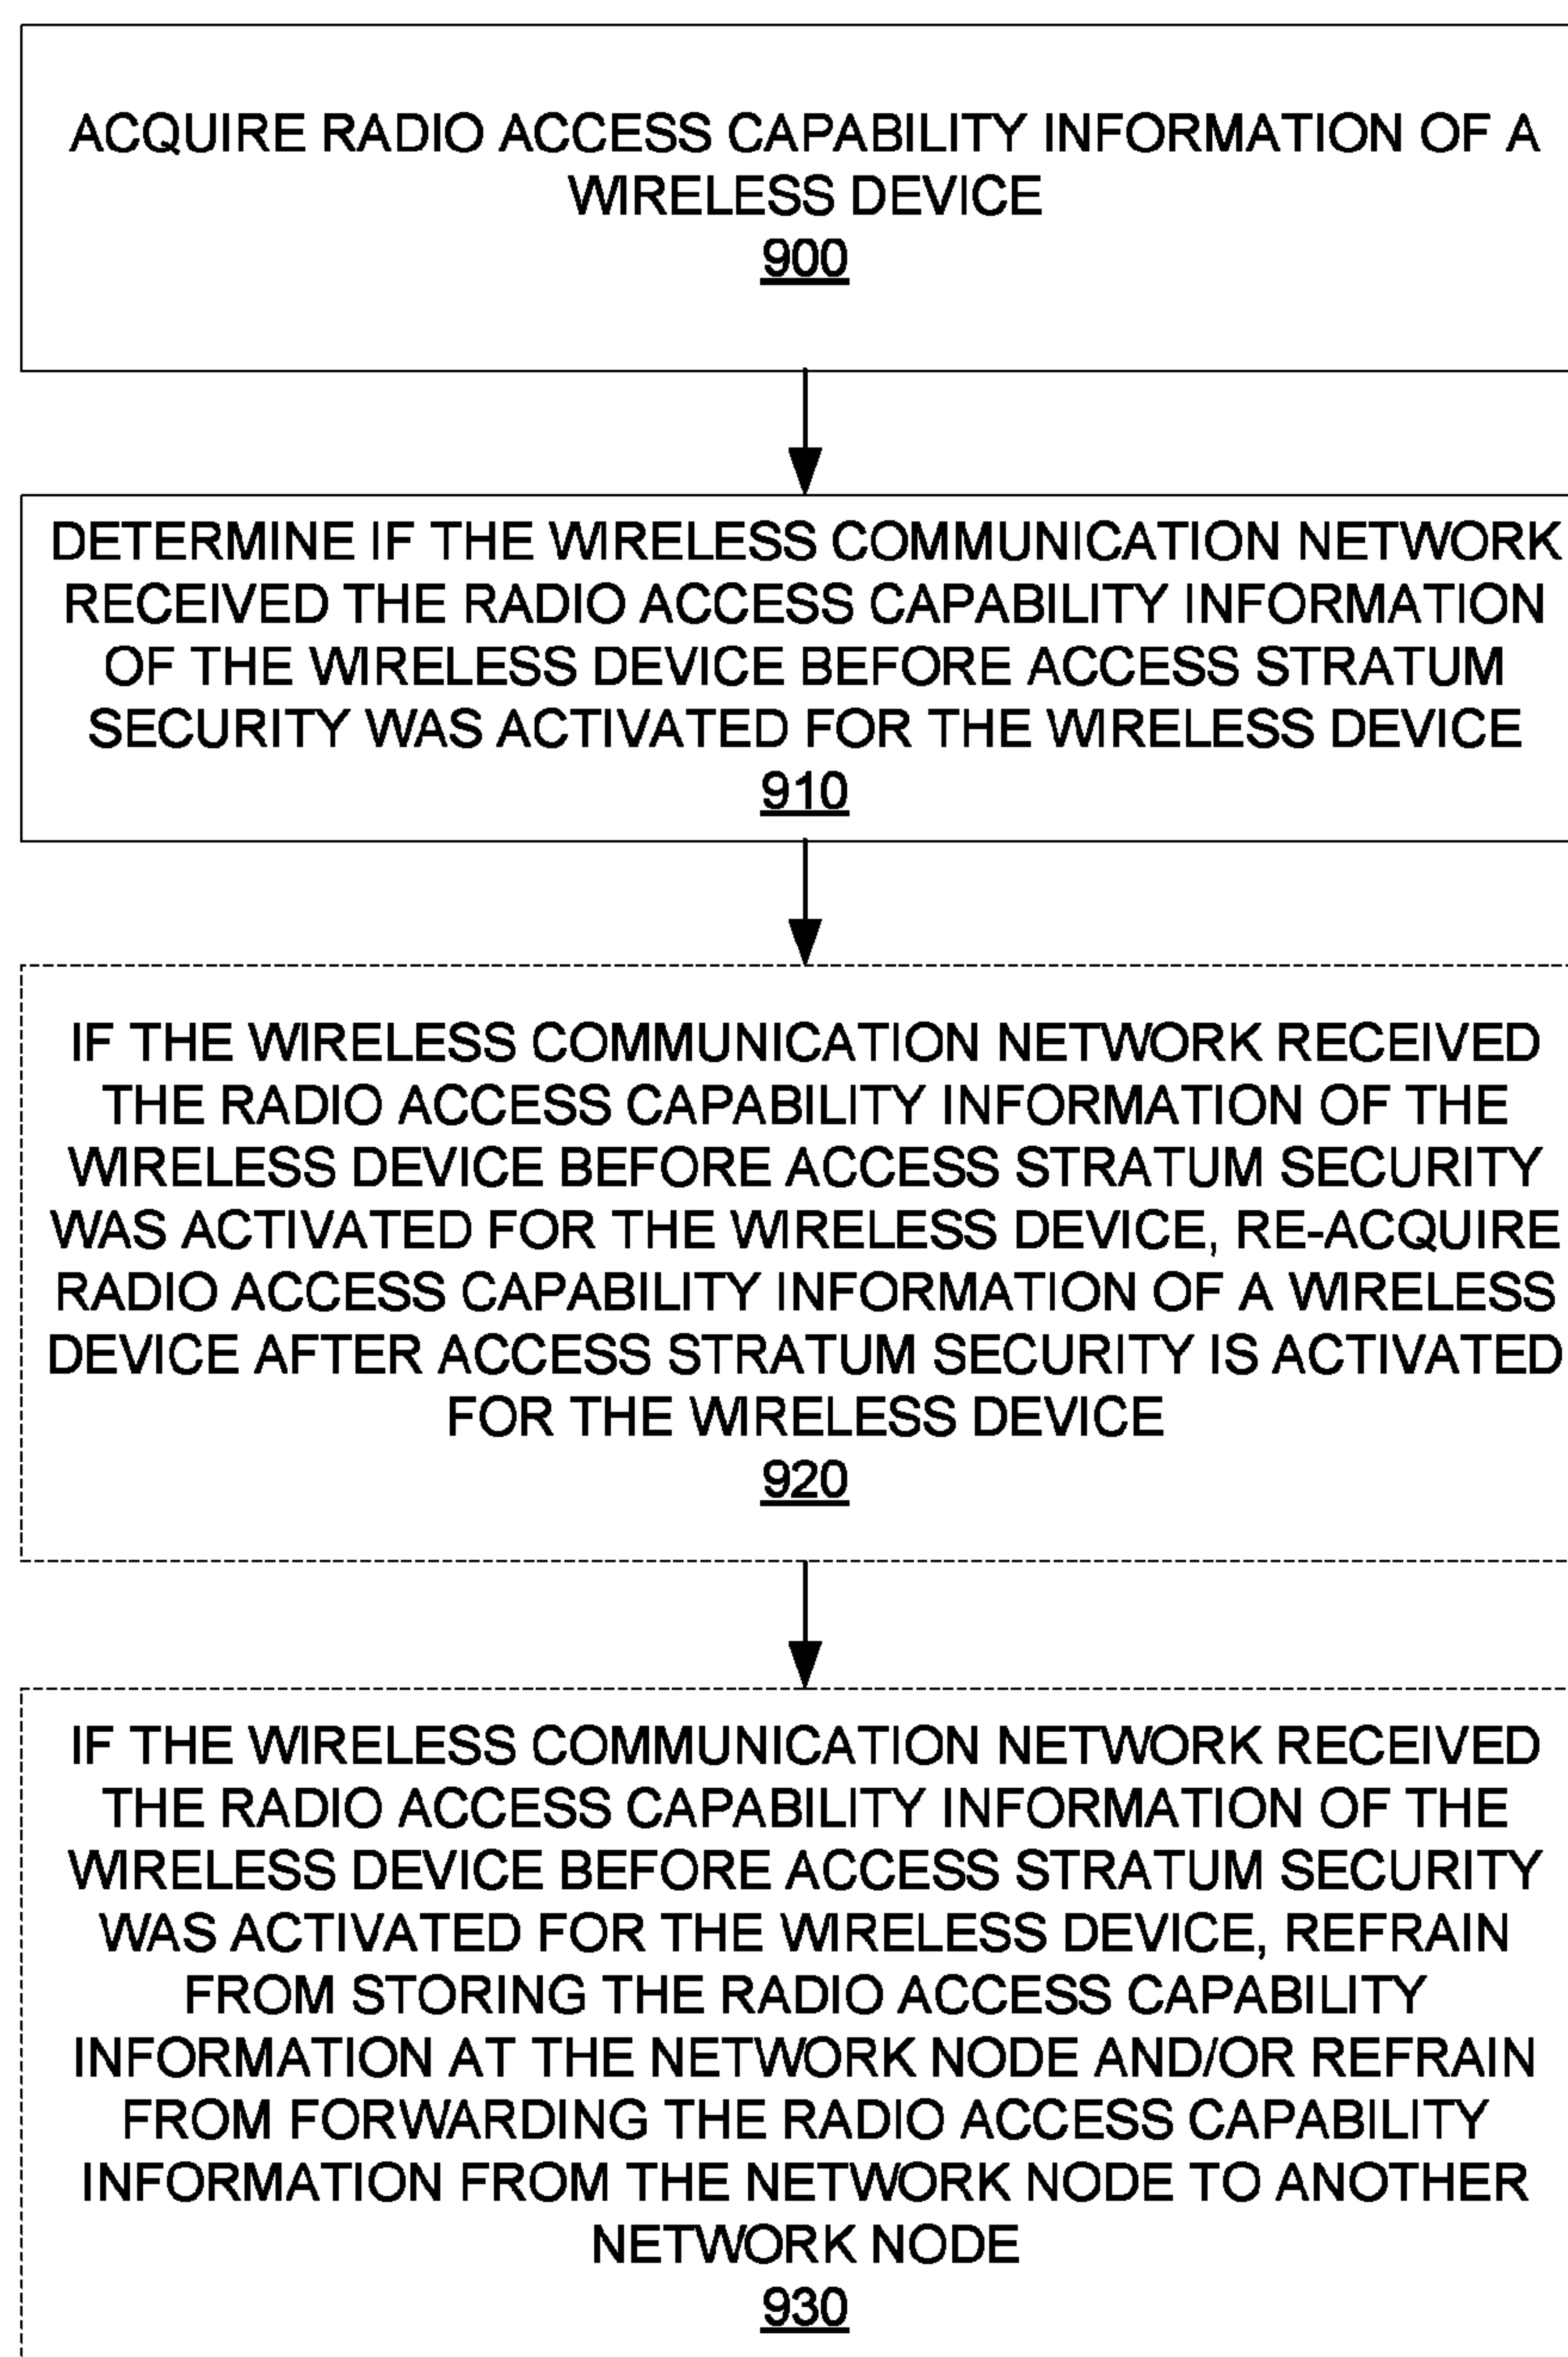 ACQUIRE RADIO ACCESS CAPABILITY INFORMATION OF A
WIRELESS DEVICE
900
DETERMINE IF THE WIRELESS COMMUNICATION NETWORK
RECEIVED THE RADIO ACCESS CAPABILITY INFORMATION
OF THE WIRELESS DEVICE BEFORE ACCESS STRATUM
SECURITY WAS ACTIVATED FOR THE WIRELESS DEVICE
910
IF THE WIRELESS COMMUNICATION NETWORK RECEIVED
THE RADIO ACCESS CAPABILITY INFORMATION OF THE
WIRELESS DEVICE BEFORE ACCESS STRATUM SECURITY
WAS ACTIVATED FOR THE WIRELESS DEVICE, RE-ACQUIRE
RADIO ACCESS CAPABILITY INFORMATION OF A WIRELESS
DEVICE AFTER ACCESS STRATUM SECURITY IS ACTIVATED
FOR THE WIRELESS DEVICE
920
IF THE WIRELESS COMMUNICATION NETWORK RECEIVED
THE RADIO ACCESS CAPABILITY INFORMATION OF THE
WIRELESS DEVICE BEFORE ACCESS STRATUM SECURITY
WAS ACTIVATED FOR THE WIRELESS DEVICE, REFRAIN
FROM STORING THE RADIO ACCESS CAPABILITY
INFORMATION AT THE NETWORK NODE AND/OR REFRAIN
FROM FORWARDING THE RADIO ACCESS CAPABILITY
INFORMATION FROM THE NETWORK NODE TO ANOTHER
NETWORK NODE
930